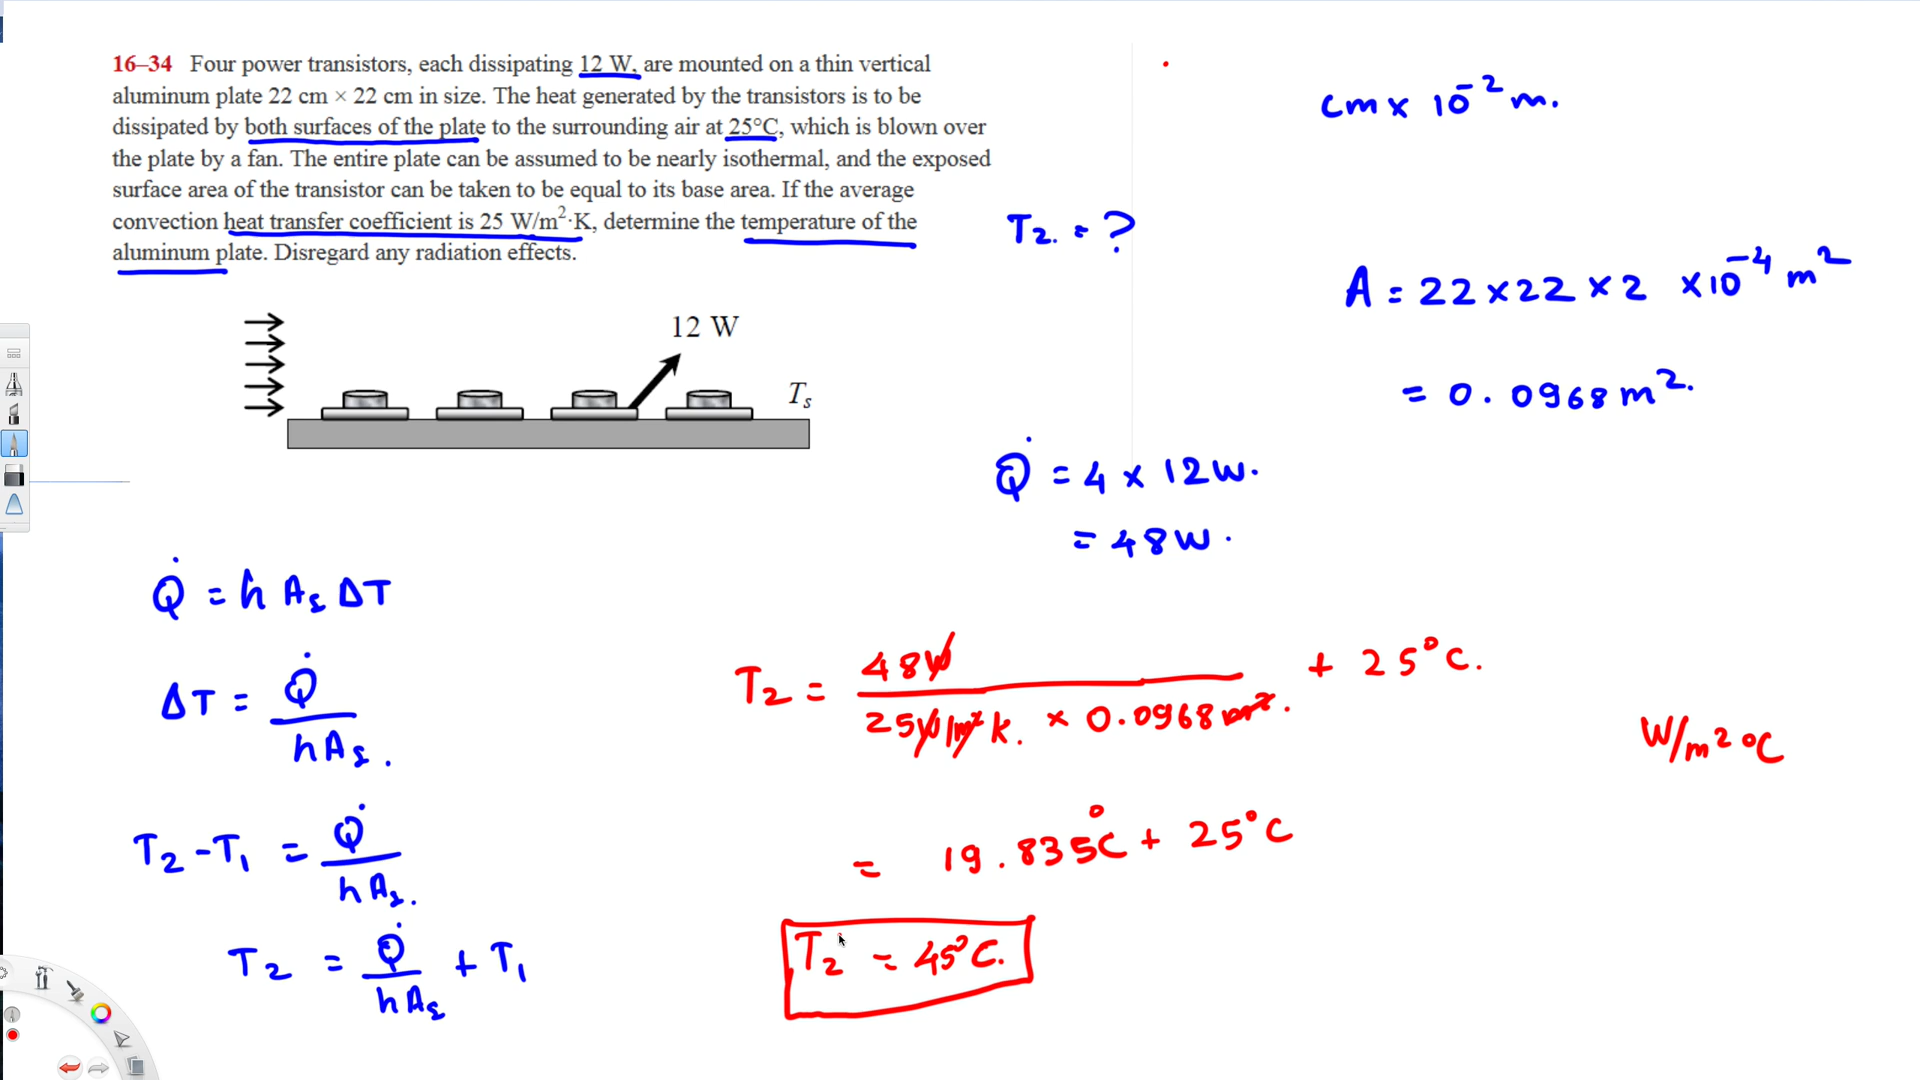 16–34 Four power transistors, each dissipating 12 W, are mounted on a thin vertical
aluminum plate 22 cm × 22 cm in size. The heat generated by the transistors is to be
dissipated by both surfaces of the plate to the surrounding air at 25°C, which is blown over
the plate by a fan. The entire plate can be assumed to be nearly isothermal, and the exposed
surface area of the transistor can be taken to be equal to its base area. If the average
convection heat transfer coefficient is 25 W/m²·K, determine the temperature of the
aluminum plate. Disregard any radiation effects.
12 W
Tₛ
cm × 10⁻² m.
T₂. = ?
A = 22 × 22 × 2 × 10⁻⁴ m²
= 0.0968 m².
Q̇ = 4 × 12 W.
= 48 W.
Q̇ = h Aₛ ΔT
ΔT = Q̇ / hAₛ.
T₂ - T₁ = Q̇ / hAₛ.
T₂ = Q̇ / hAₛ + T₁
T₂ = 48W / 25W/m² k. × 0.0968 m². + 25°C.
W/m² °C
= 19.835°C + 25°C
T₂ = 45°C.